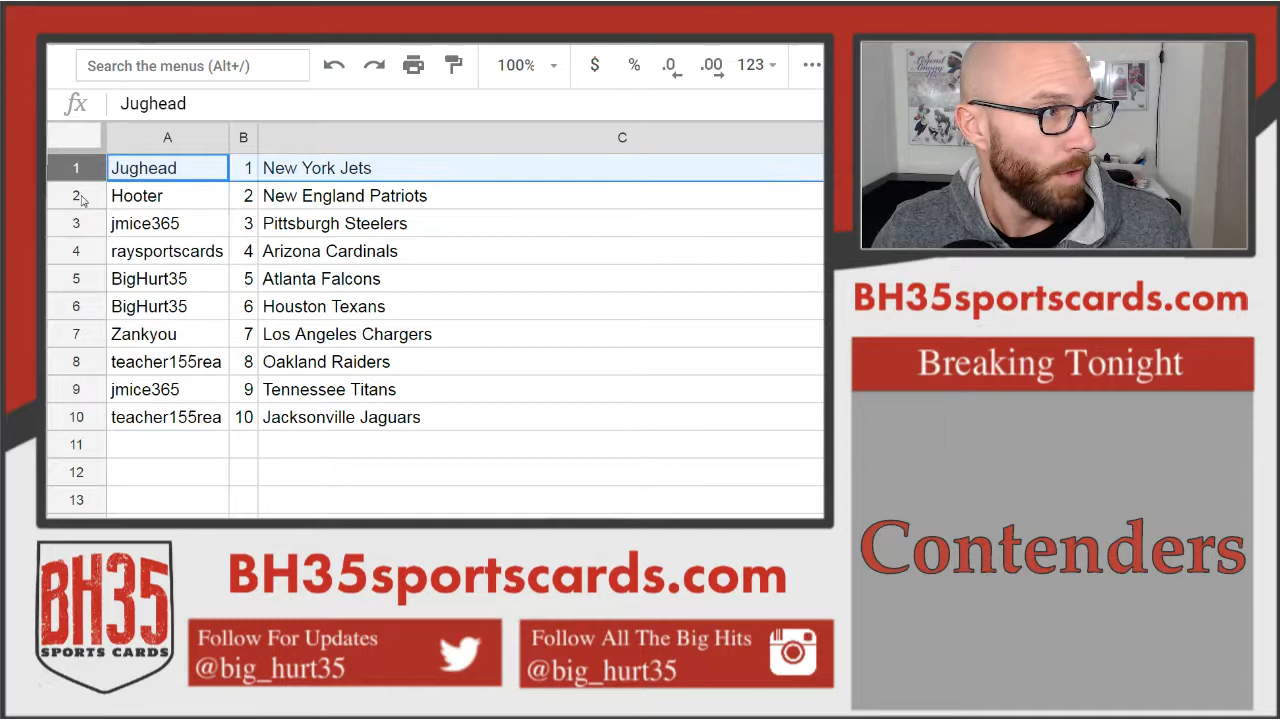 Search the menus (Alt+/)
100%
$ % .0 .00 123
fx Jughead
A B C
1 Jughead 1 New York Jets
2 Hooter 2 New England Patriots
3 jmice365 3 Pittsburgh Steelers
4 raysportscards 4 Arizona Cardinals
5 BigHurt35 5 Atlanta Falcons
6 BigHurt35 6 Houston Texans
7 Zankyou 7 Los Angeles Chargers
8 teacher155rea 8 Oakland Raiders
9 jmice365 9 Tennessee Titans
10 teacher155rea 10 Jacksonville Jaguars
11
12
13
BH35sportscards.com
Breaking Tonight
Contenders
BH35
SPORTS CARDS
BH35sportscards.com
Follow For Updates
@big_hurt35
Follow All The Big Hits
@big_hurt35